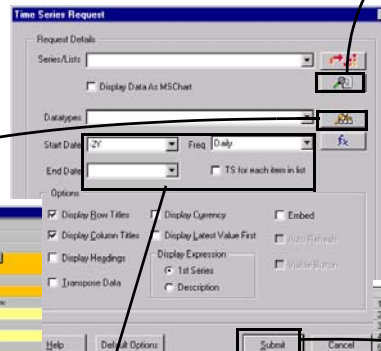 Time Series Request
Request Details
Series/Lists
Display Data As MSChart
Datatypes
Start Date -2Y Freq Daily
End Date TS for each item in list
Options
Display Row Titles Display Currency Embed
Display Column Titles Display Latest Value First Auto Refresh
Display Headings Display Expression Visible Button
Transpose Data 1st Series
Description
Help Default Options Submit Cancel